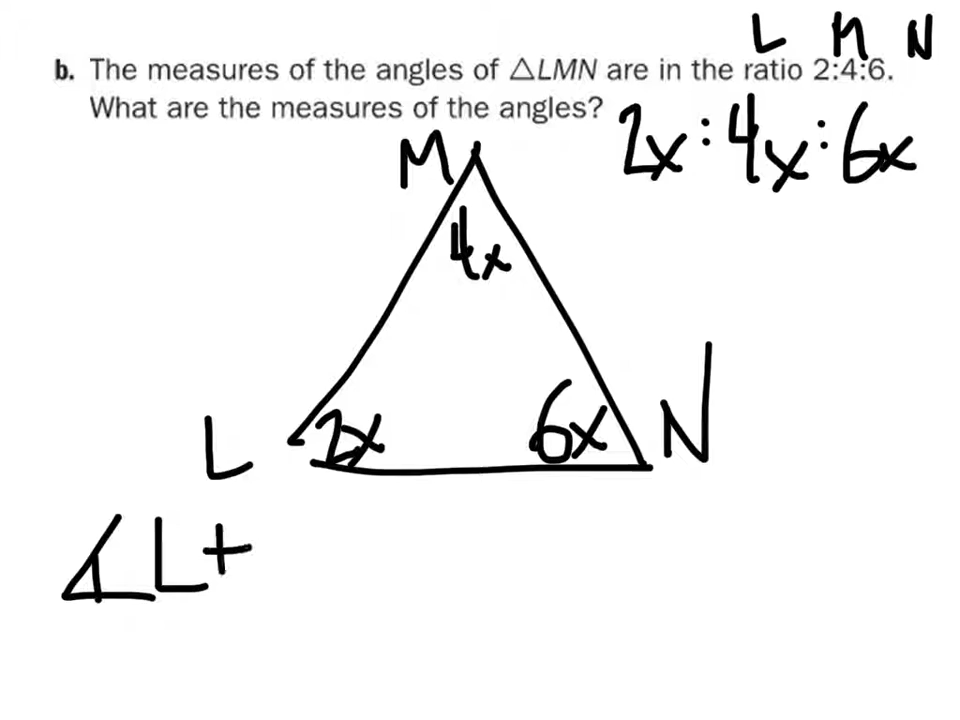 L M N
b. The measures of the angles of △LMN are in the ratio 2:4:6.
What are the measures of the angles?
2x : 4x : 6x
M
4x
L 2x 6x N
∡L+